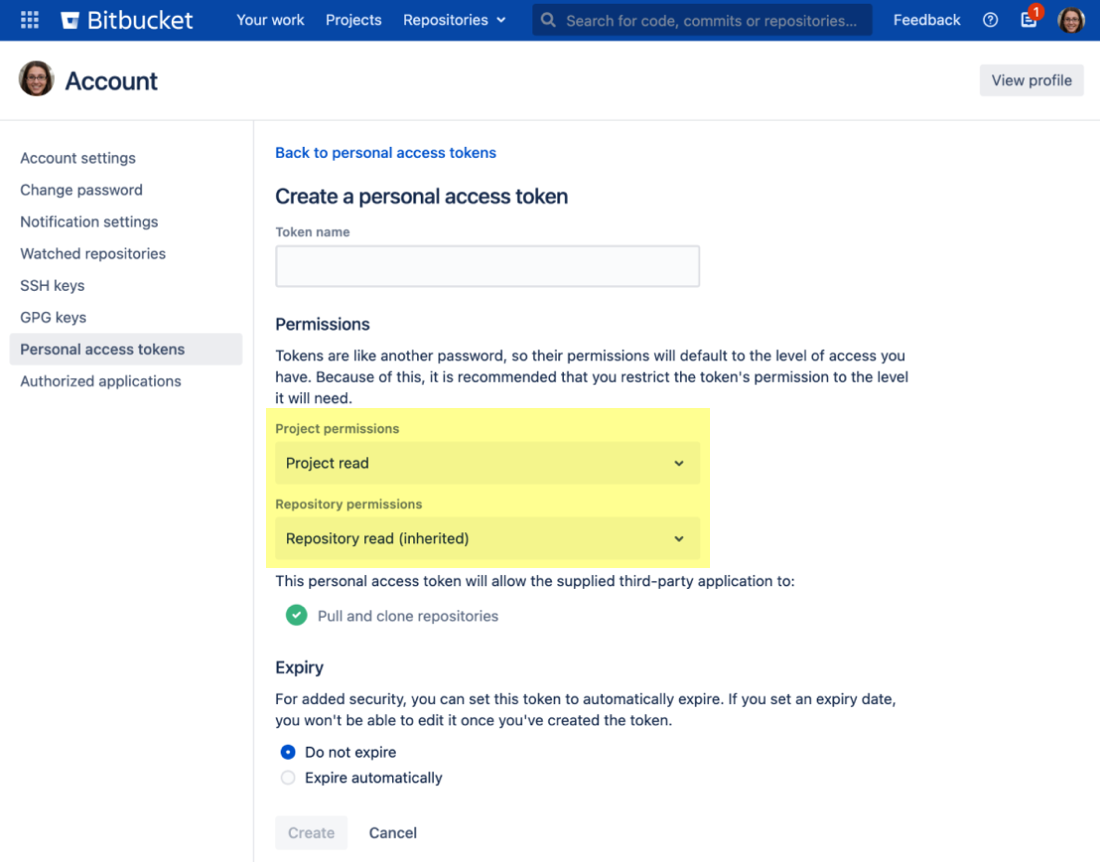 Bitbucket Your work Projects Repositories Search for code, commits or repositories... Feedback 1
Account View profile
Account settings
Change password
Notification settings
Watched repositories
SSH keys
GPG keys
Personal access tokens
Authorized applications
Back to personal access tokens
Create a personal access token
Token name
Permissions
Tokens are like another password, so their permissions will default to the level of access you
have. Because of this, it is recommended that you restrict the token's permission to the level
it will need.
Project permissions
Project read
Repository permissions
Repository read (inherited)
This personal access token will allow the supplied third-party application to:
Pull and clone repositories
Expiry
For added security, you can set this token to automatically expire. If you set an expiry date,
you won't be able to edit it once you've created the token.
Do not expire
Expire automatically
Create Cancel